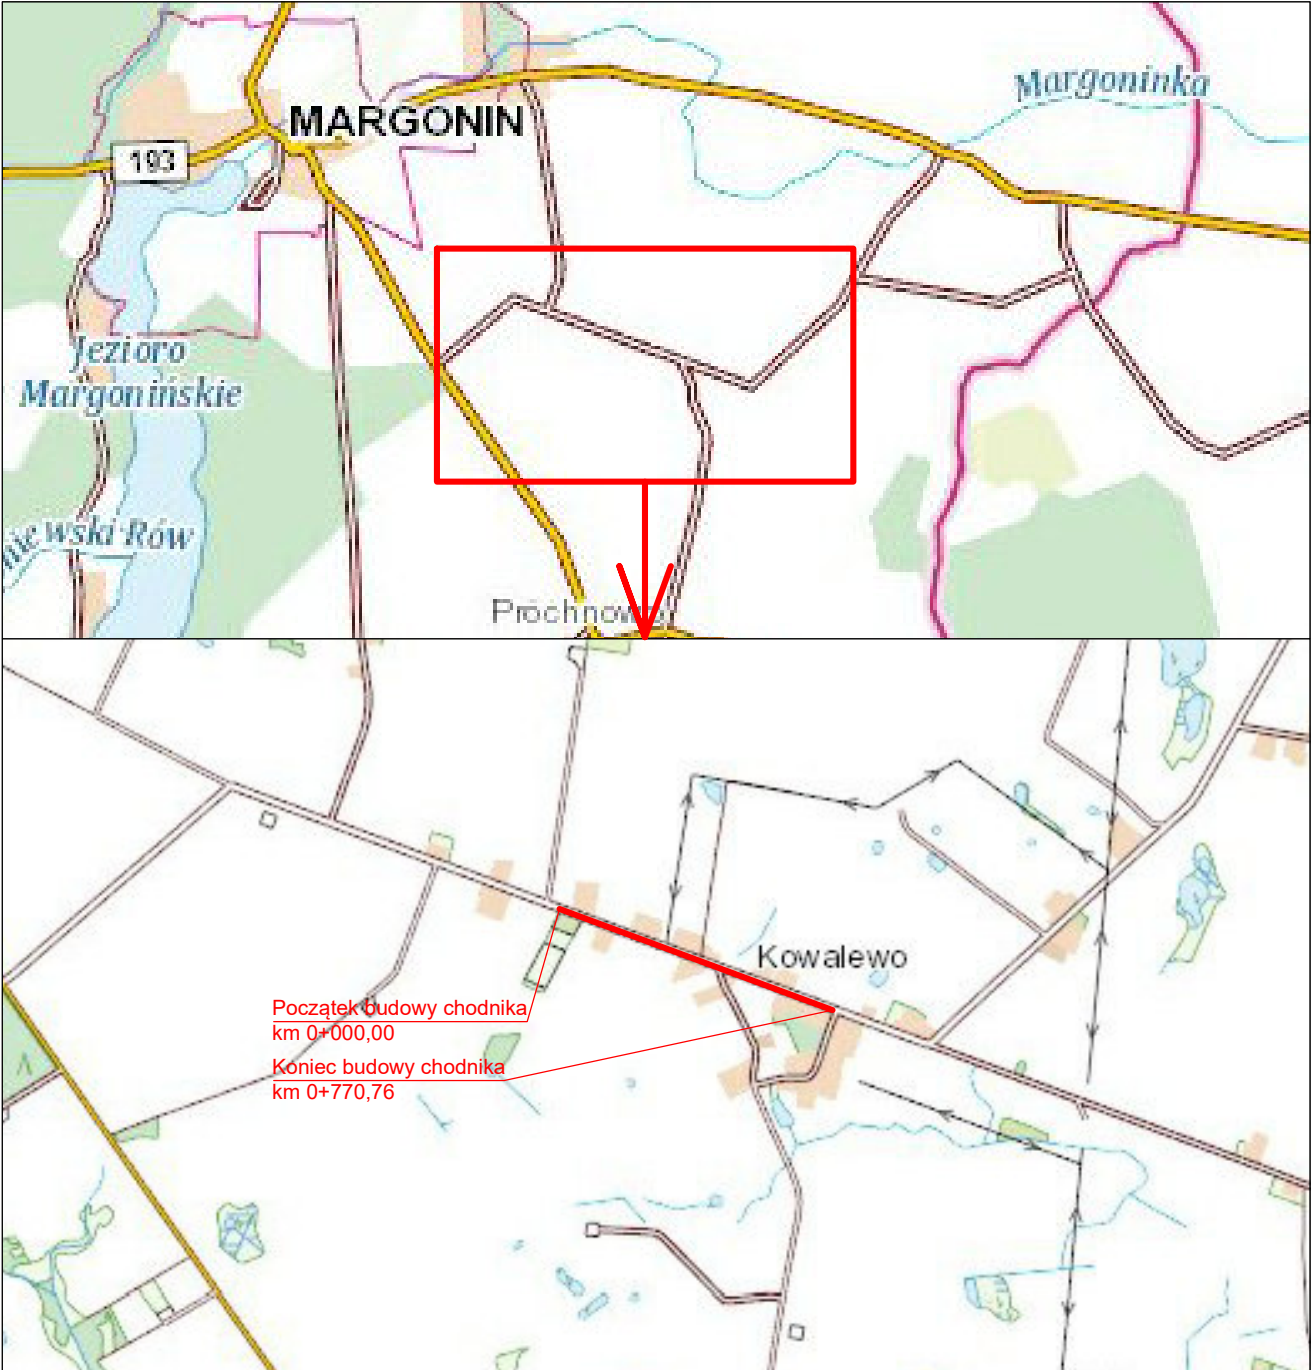 Margoninka
MARGONIN
193
Jezioro
Margonińskie
wski Rów
Kowalewo
Początek budowy chodnika
km 0+000,00
Koniec budowy chodnika
km 0+770,76